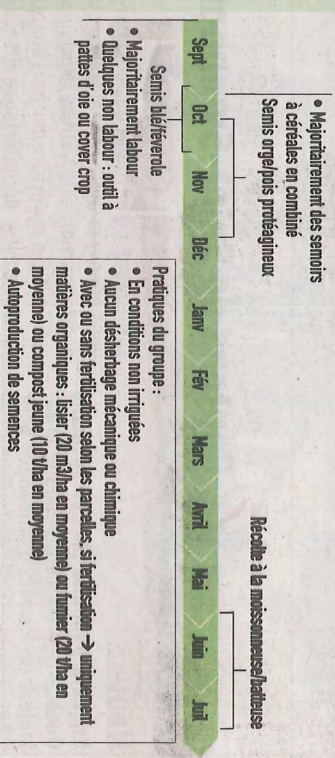 • Majoritairement des semoirs
à céréales en combiné
Semis orge/pois protéagineux
Récolte à la moissonneuse/batteuse
Sept Oct Nov Déc Janv Fév Mars Avril Mai Juin Juil
Semis blé/féverole
• Majoritairement labour
• Quelques non labour : outil à
pattes d'oie ou cover crop
Pratiques du groupe :
• En conditions non irriguées
• Aucun désherbage mécanique ou chimique
• Avec ou sans fertilisation selon les parcelles, si fertilisation → uniquement
matières organiques : lisier (20 m3/ha en moyenne) ou fumier (20 t/ha en
moyenne) ou compost jeune (10 t/ha en moyenne)
• Autoproduction de semences